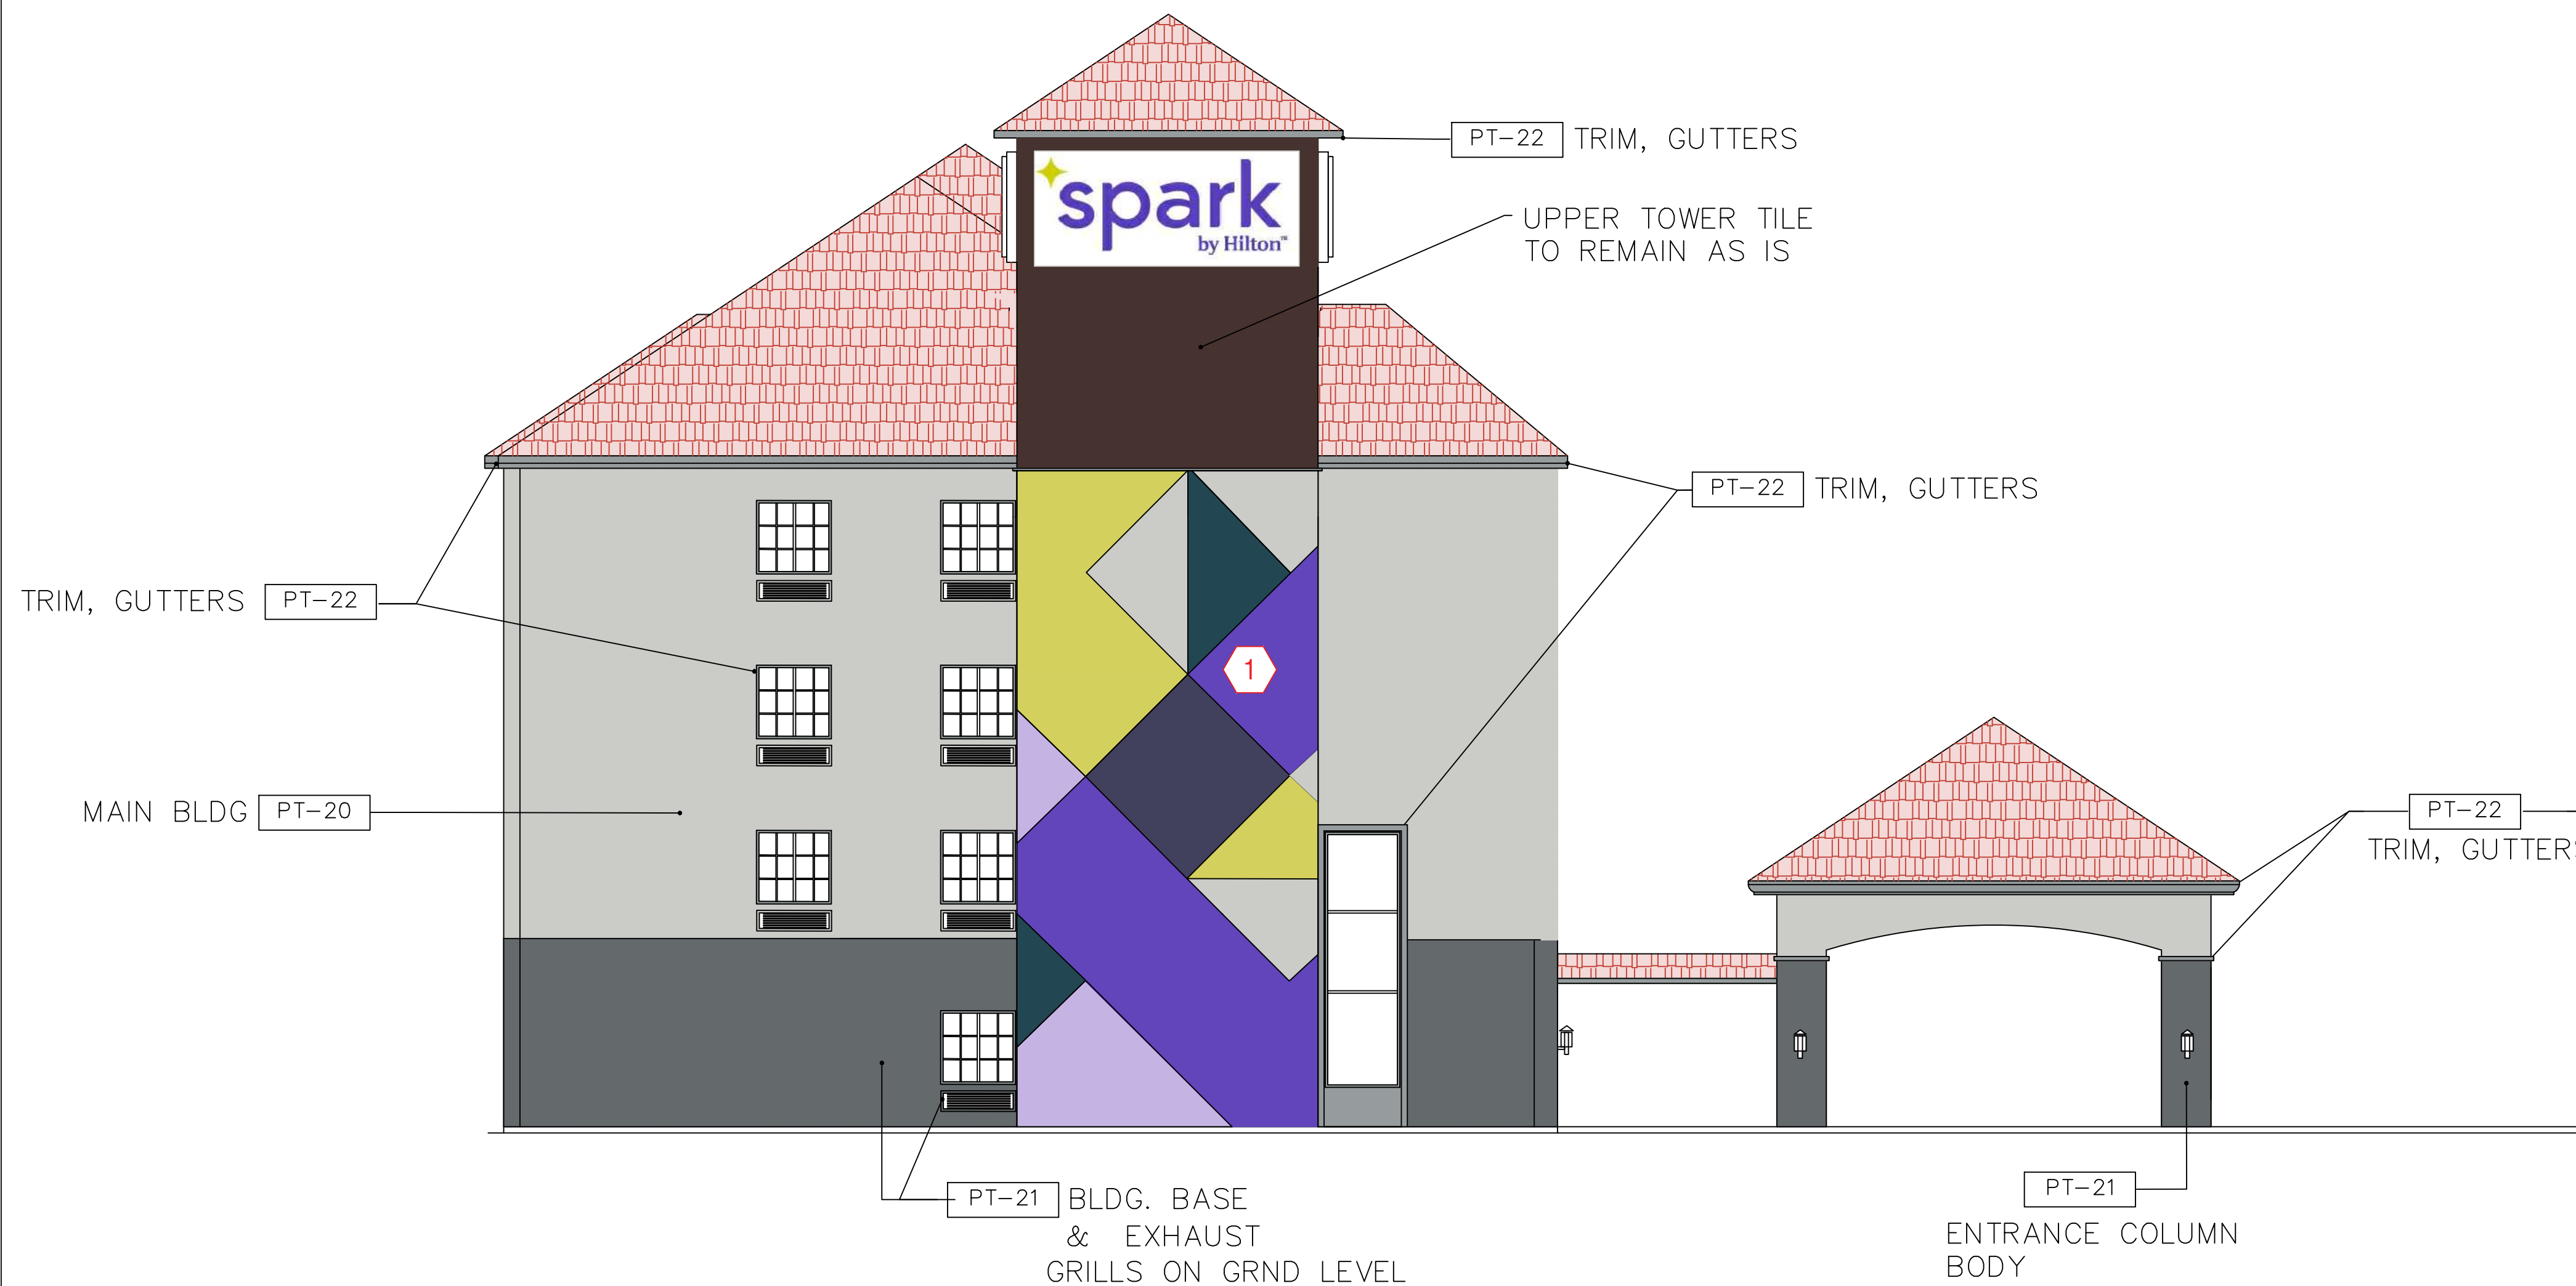 PT-22 TRIM, GUTTERS
spark
by Hilton™
UPPER TOWER TILE
TO REMAIN AS IS
PT-22 TRIM, GUTTERS
TRIM, GUTTERS PT-22
1
MAIN BLDG PT-20
PT-22
TRIM, GUTTERS
PT-21 BLDG. BASE
& EXHAUST
GRILLS ON GRND LEVEL
PT-21
ENTRANCE COLUMN
BODY